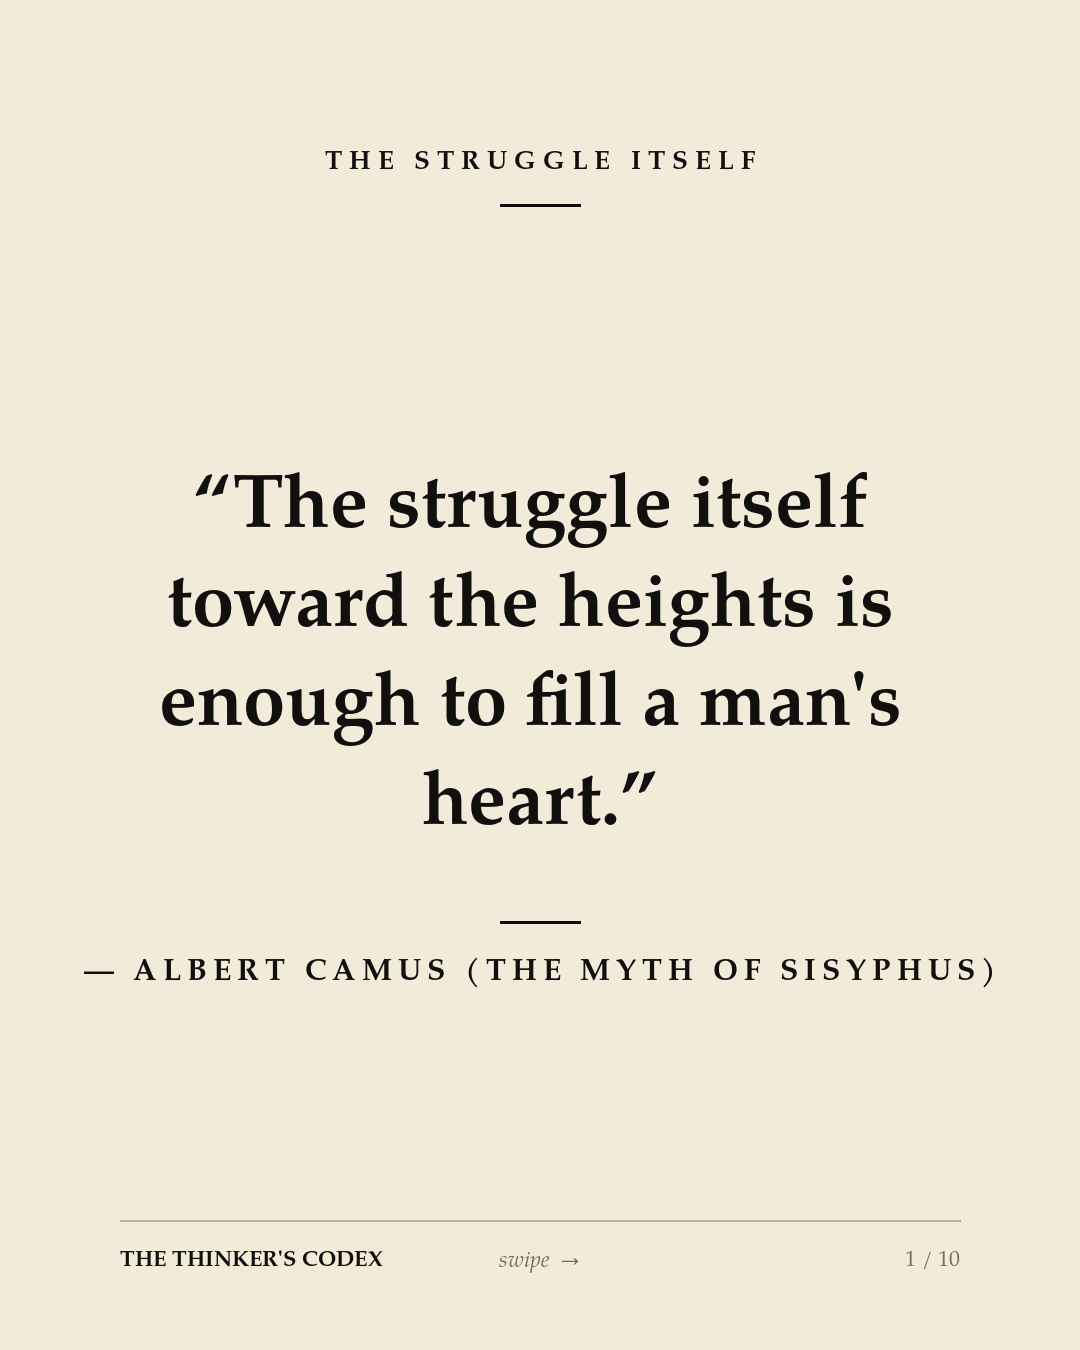 THE STRUGGLE ITSELF
“The struggle itself
toward the heights is
enough to fill a man's
heart.”
— ALBERT CAMUS (THE MYTH OF SISYPHUS)
THE THINKER'S CODEX
swipe →
1 / 10